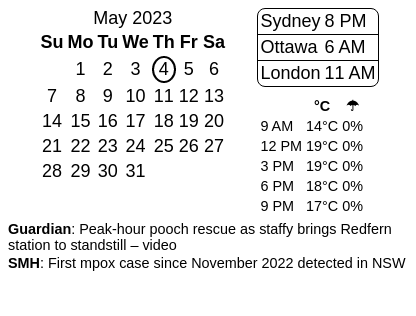 May 2023
Su Mo Tu We Th Fr Sa
1 2 3 4 5 6
7 8 9 10 11 12 13
14 15 16 17 18 19 20
21 22 23 24 25 26 27
28 29 30 31
Sydney 8 PM
Ottawa 6 AM
London 11 AM
°C ☂
9 AM 14°C 0%
12 PM 19°C 0%
3 PM 19°C 0%
6 PM 18°C 0%
9 PM 17°C 0%
Guardian: Peak-hour pooch rescue as staffy brings Redfern
station to standstill – video
SMH: First mpox case since November 2022 detected in NSW